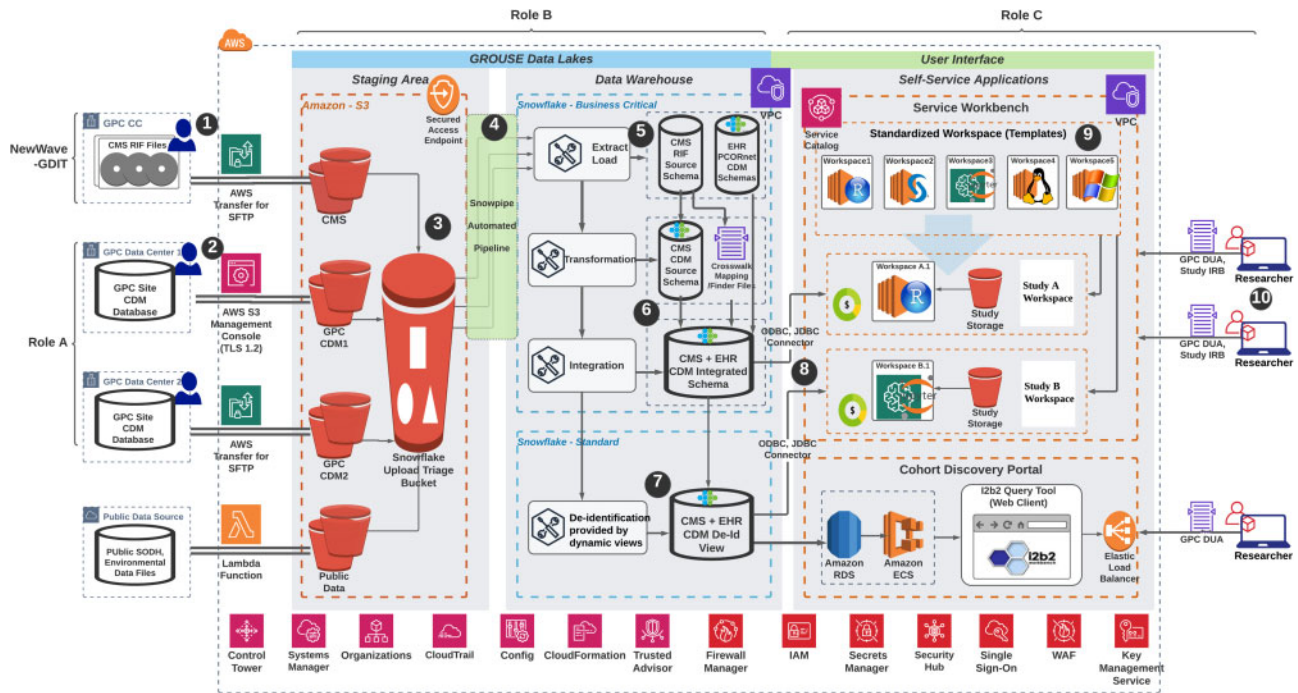 Role B
Role C
AWS
GROUSE Data Lakes
User Interface
Staging Area
Data Warehouse
Self-Service Applications
Amazon - S3
Secured
Access
Endpoint
Snowflake - Business Critical
VPC
Service Workbench
Service
Catalog
VPC
NewWave
-GDIT
GPC CC
CMS RIF Files
1
AWS
Transfer for
SFTP
CMS
3
4
Snowpipe
Automated
Pipeline
Extract
Load
5
CMS
RIF
Source
Schema
EHR
PCORnet
CDM
Schemas
Standardized Workspace (Templates)
9
Workspace1
Workspace2
Workspace3
Workspace4
Workspace5
Role A
GPC Data Center 1
GPC Site
CDM
Database
2
AWS S3
Management
Console
(TLS 1.2)
GPC
CDM1
Transformation
CMS
CDM
Source
Schema
Crosswalk
Mapping
/Finder Files
6
Integration
CMS + EHR
CDM Integrated
Schema
ODBC, JDBC
Connector
Workspace A.1
R
Study
Storage
Study A
Workspace
GPC DUA,
Study IRB
Researcher
10
GPC DUA,
Study IRB
Researcher
GPC Data Center 2
GPC Site
CDM
Database
AWS
Transfer for
SFTP
GPC
CDM2
Snowflake
Upload Triage
Bucket
8
Workspace B.1
Study
Storage
Study B
Workspace
ODBC, JDBC
Connector
Snowflake - Standard
7
De-identification
provided by
dynamic views
CMS + EHR
CDM De-Id
View
Public Data Source
PUblic SODH,
Environmental
Data Files
Lambda
Function
Public
Data
Cohort Discovery Portal
Amazon
RDS
Amazon
ECS
I2b2 Query Tool
(Web Client)
i2b2
workbench
Elastic
Load
Balancer
GPC DUA
Researcher
Control
Tower
Systems
Manager
Organizations
CloudTrail
Config
CloudFormation
Trusted
Advisor
Firewall
Manager
IAM
Secrets
Manager
Security
Hub
Single
Sign-On
WAF
Key
Management
Service